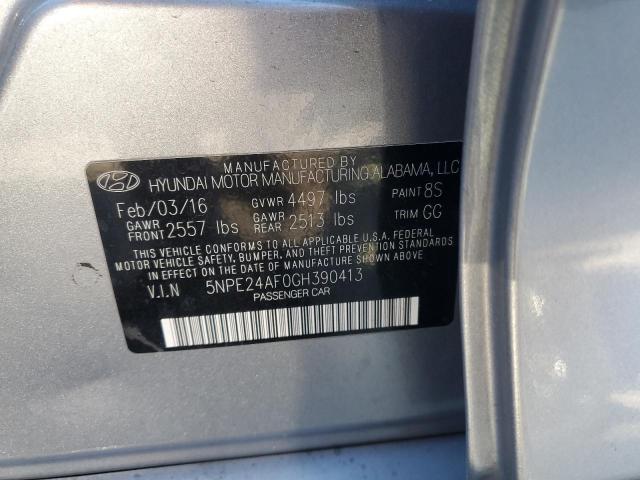 MANUFACTURED BY
HYUNDAI MOTOR MANUFACTURING ALABAMA, LLC
Feb/03/16 GVWR 4497 lbs PAINT 8S
GAWR FRONT 2557 lbs GAWR REAR 2513 lbs TRIM GG
THIS VEHICLE CONFORMS TO ALL APPLICABLE U.S.A. FEDERAL
MOTOR VEHICLE SAFETY, BUMPER, AND THEFT PREVENTION STANDARDS
IN EFFECT ON THE DATE OF MANUFACTURE SHOWN ABOVE
V.I.N 5NPE24AF0GH390413
PASSENGER CAR